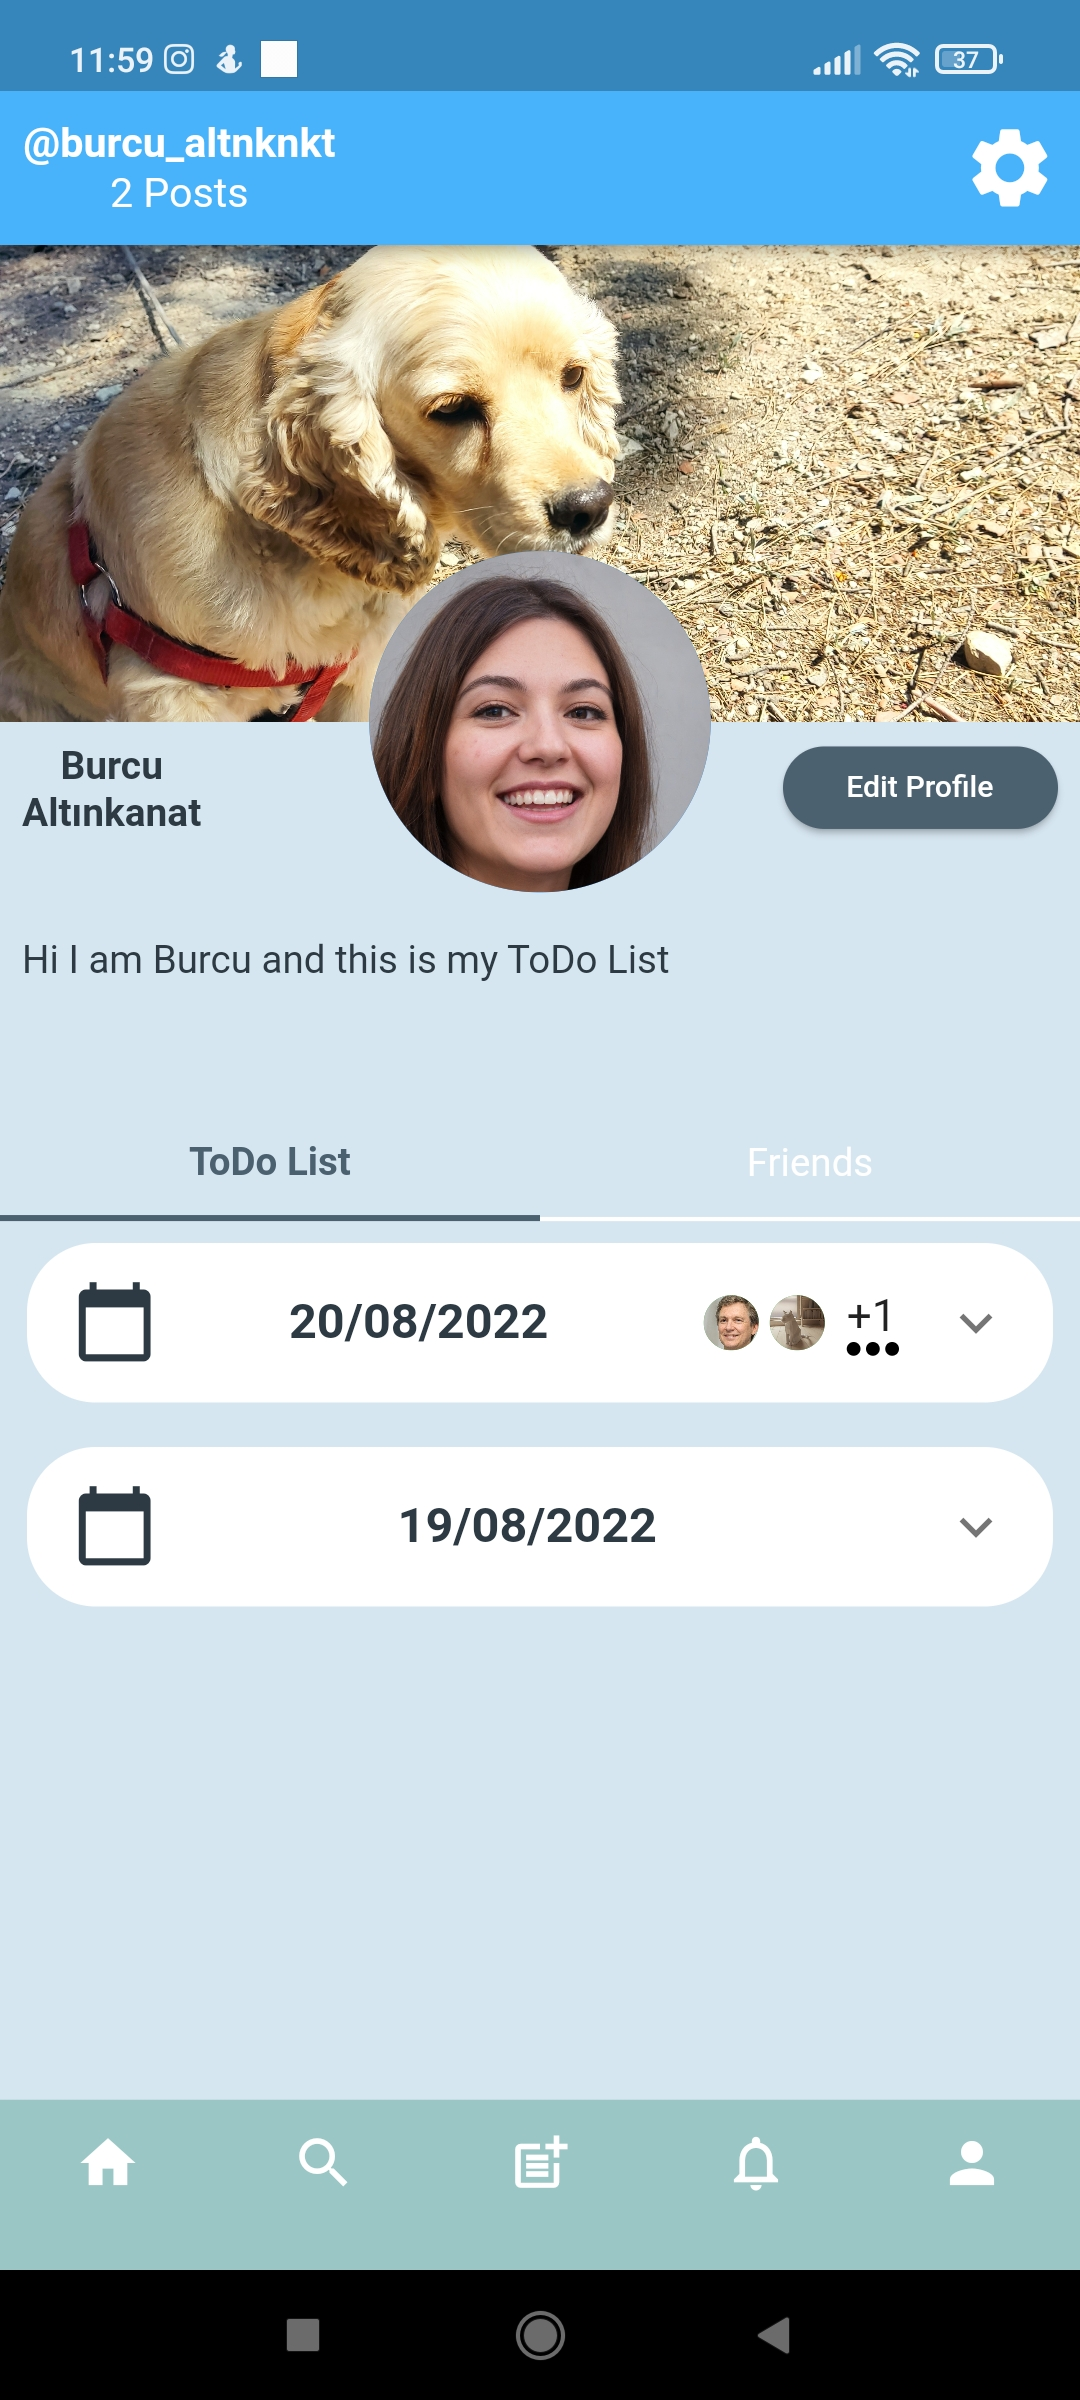 11:59
37
@burcu_altnknkt
2 Posts
Burcu
Altınkanat
Edit Profile
Hi I am Burcu and this is my ToDo List
ToDo List
Friends
20/08/2022
+1
19/08/2022